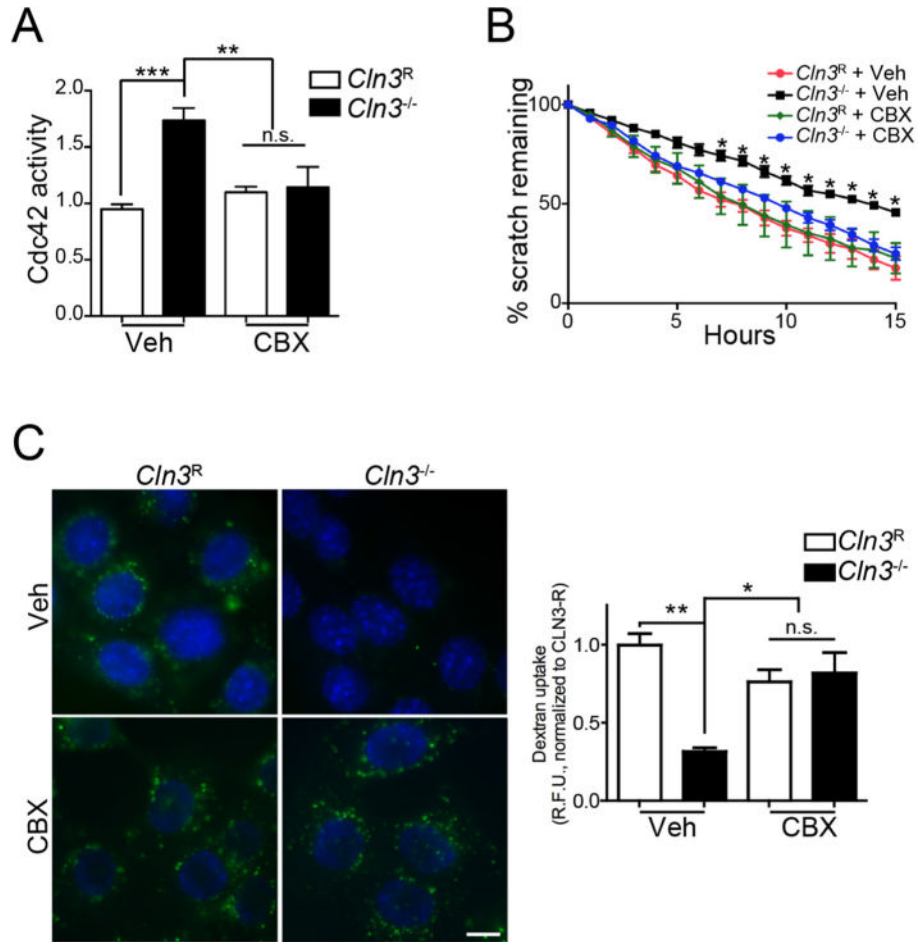 A
***
**
Cln3ᴿ
Cln3⁻/⁻
n.s.
Cdc42 activity
2.0
1.5
1.0
0.5
0.0
Veh
CBX
B
Cln3ᴿ + Veh
Cln3⁻/⁻ + Veh
Cln3ᴿ + CBX
Cln3⁻/⁻ + CBX
% scratch remaining
100
50
0
* * * * * * * * *
0 5 10 15
Hours
C
Cln3ᴿ Cln3⁻/⁻
Veh
CBX
Cln3ᴿ
Cln3⁻/⁻
**
*
n.s.
Dextran uptake
(R.F.U., normalized to CLN3-R)
1.0
0.5
0.0
Veh
CBX